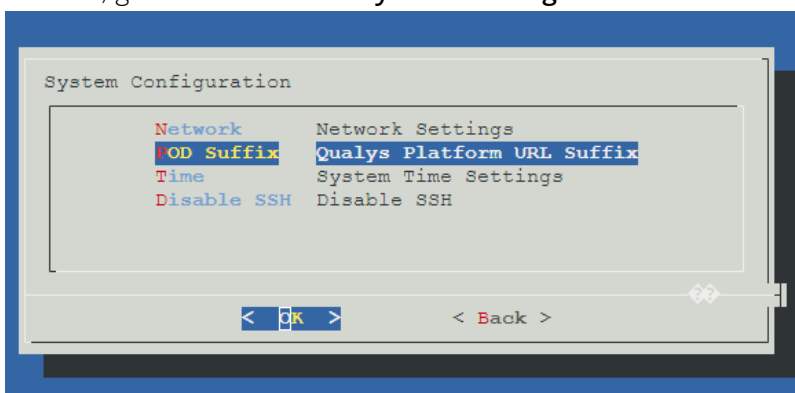 System Configuration
Network Network Settings
POD Suffix Qualys Platform URL Suffix
Time System Time Settings
Disable SSH Disable SSH
< OK > < Back >